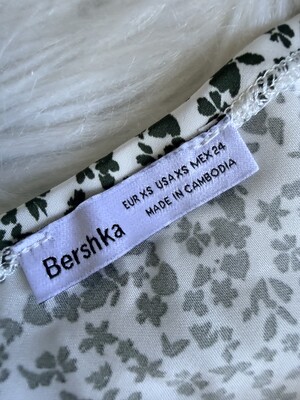 EUR XS USA XS MEX 24
MADE IN CAMBODIA
Bershka